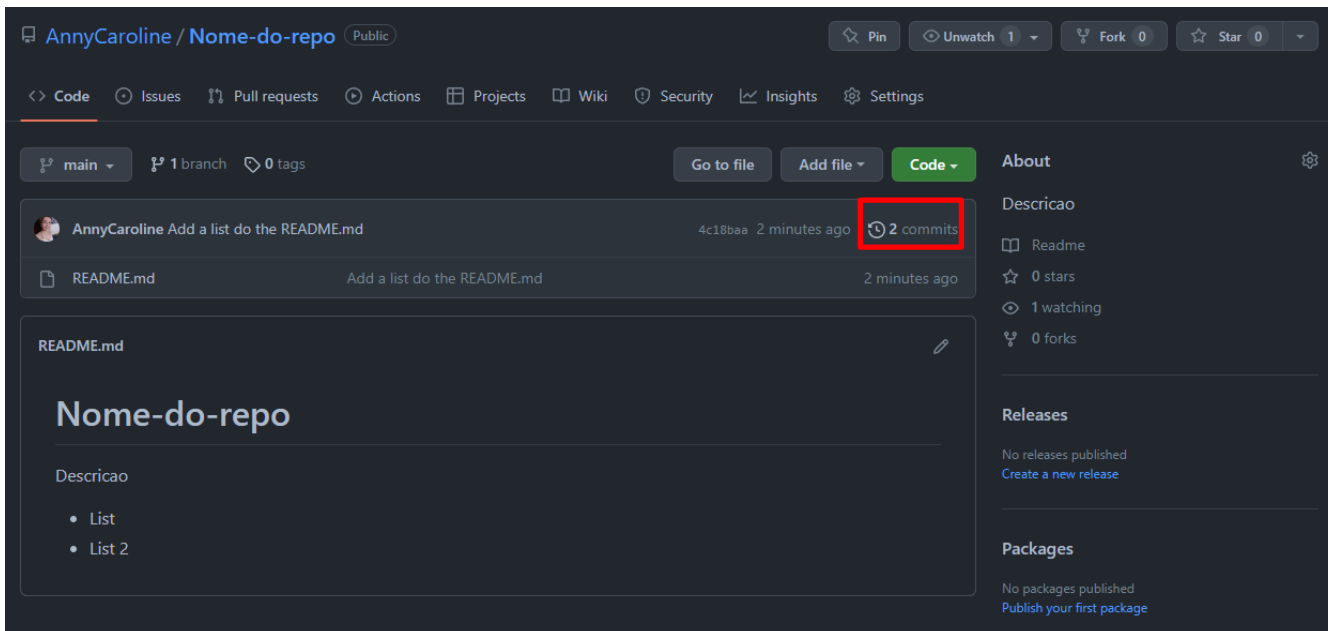 AnnyCaroline / Nome-do-repo Public
Pin Unwatch 1 Fork 0 Star 0
Code Issues Pull requests Actions Projects Wiki Security Insights Settings
main 1 branch 0 tags Go to file Add file Code
AnnyCaroline Add a list do the README.md 4c18baa 2 minutes ago 2 commits
README.md Add a list do the README.md 2 minutes ago
README.md
Nome-do-repo
Descricao
List
List 2
About
Descricao
Readme
0 stars
1 watching
0 forks
Releases
No releases published
Create a new release
Packages
No packages published
Publish your first package